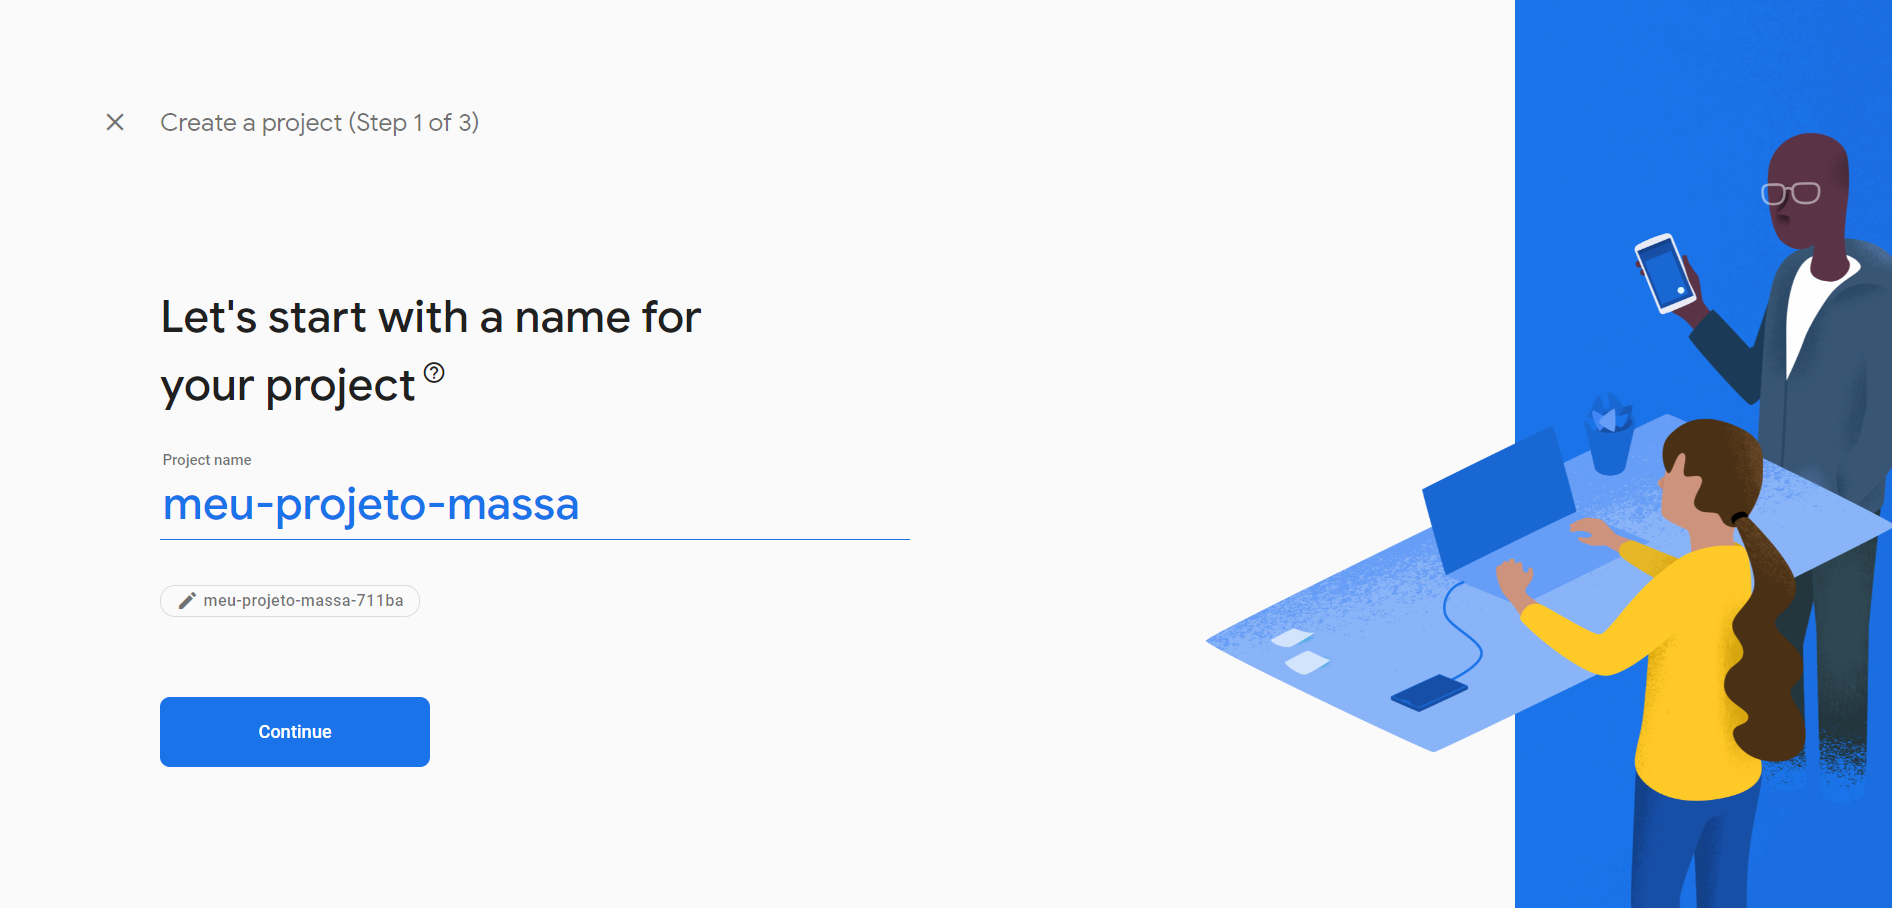 Create a project (Step 1 of 3)
Let's start with a name for
your project
Project name
meu-projeto-massa
meu-projeto-massa-711ba
Continue